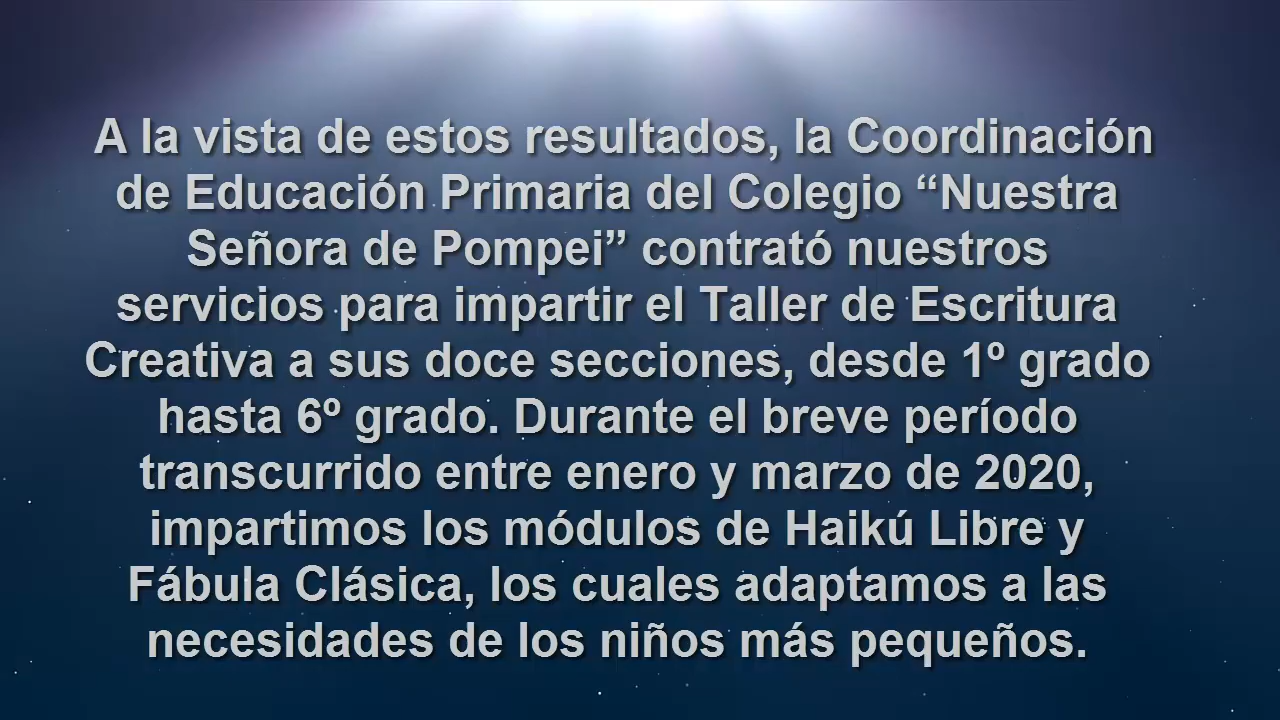 A la vista de estos resultados, la Coordinación
de Educación Primaria del Colegio “Nuestra
Señora de Pompei” contrató nuestros
servicios para impartir el Taller de Escritura
Creativa a sus doce secciones, desde 1º grado
hasta 6º grado. Durante el breve período
transcurrido entre enero y marzo de 2020,
impartimos los módulos de Haikú Libre y
Fábula Clásica, los cuales adaptamos a las
necesidades de los niños más pequeños.